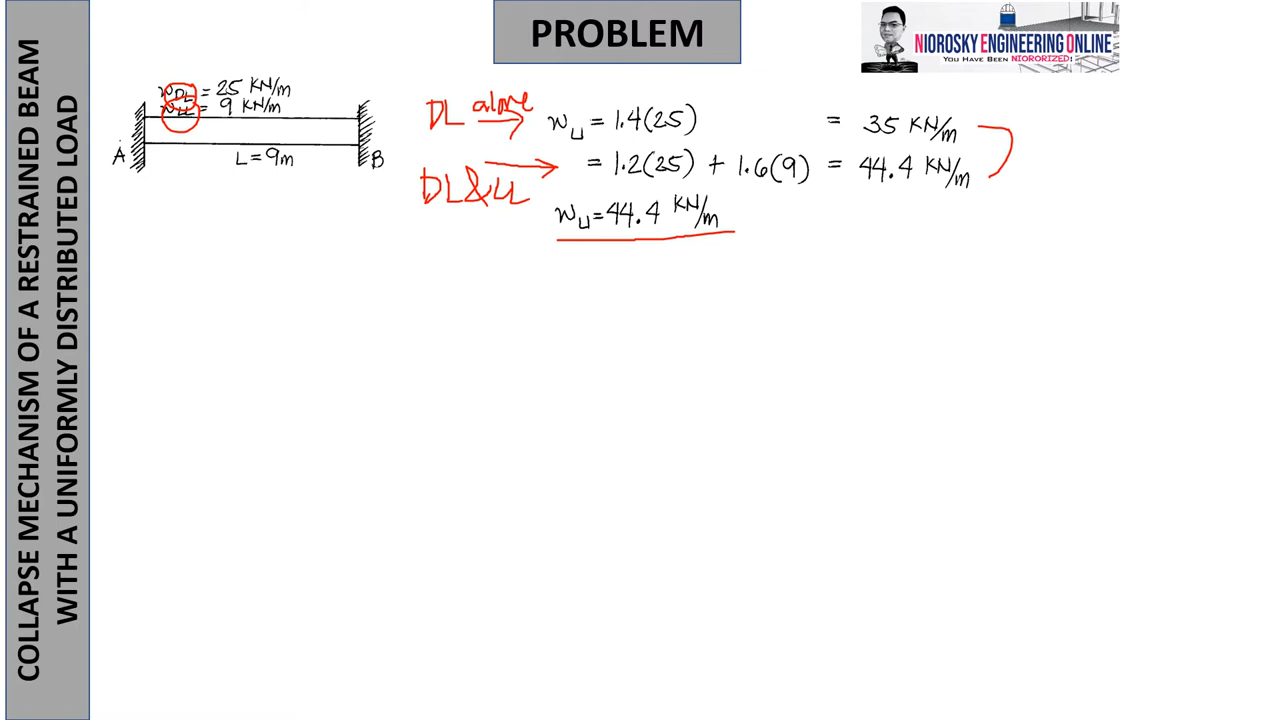 PROBLEM
NIOROSKY ENGINEERING ONLINE
YOU HAVE BEEN NIORORIZED!
COLLAPSE MECHANISM OF A RESTRAINED BEAM
WITH A UNIFORMLY DISTRIBUTED LOAD
wDL = 25 KN/m
wLL = 9 KN/m
A
L = 9m
B
DL alone
wu = 1.4(25) = 35 KN/m
DL&LL
= 1.2(25) + 1.6(9) = 44.4 KN/m
wu = 44.4 KN/m